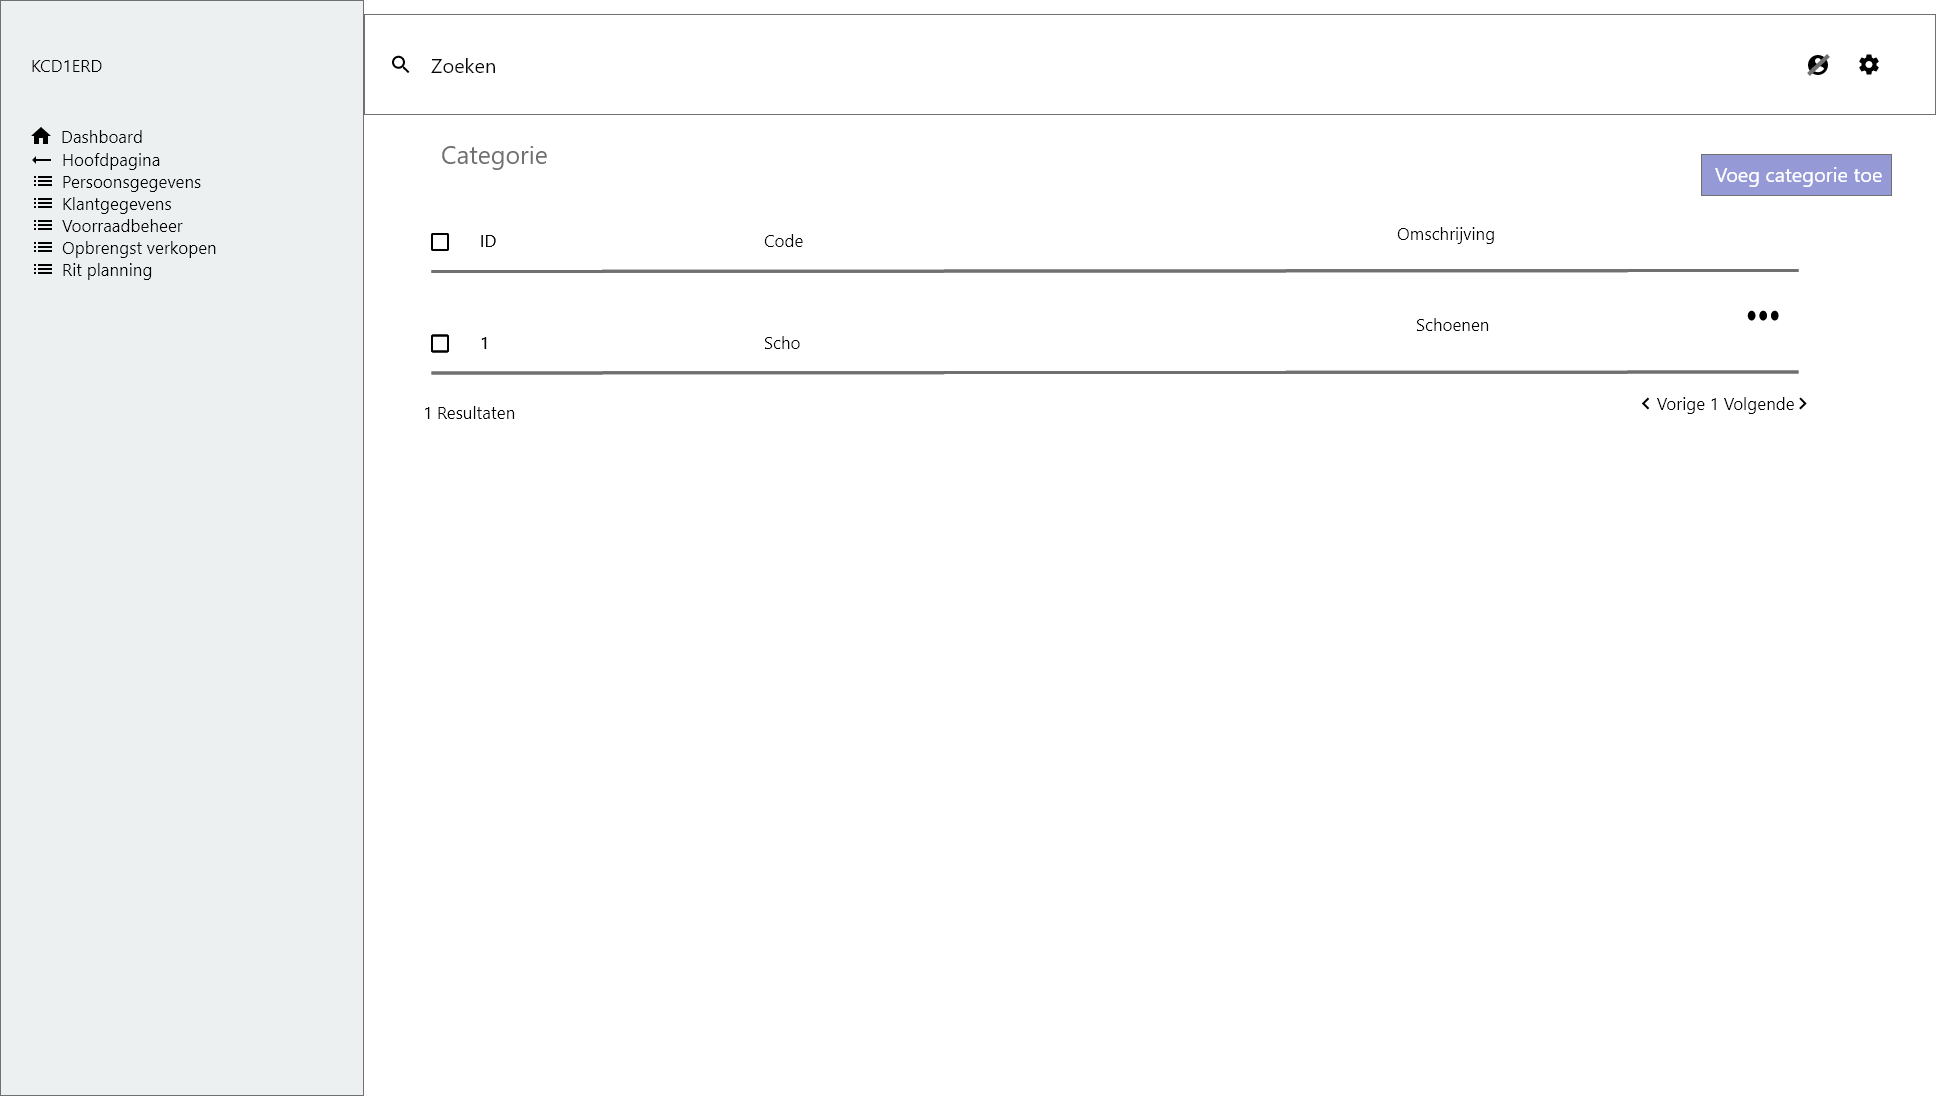 KCD1ERD
Dashboard
Hoofdpagina
Persoonsgegevens
Klantgegevens
Voorraadbeheer
Opbrengst verkopen
Rit planning
Zoeken
Categorie
Voeg categorie toe
ID Code Omschrijving
1 Scho Schoenen
1 Resultaten
Vorige 1 Volgende